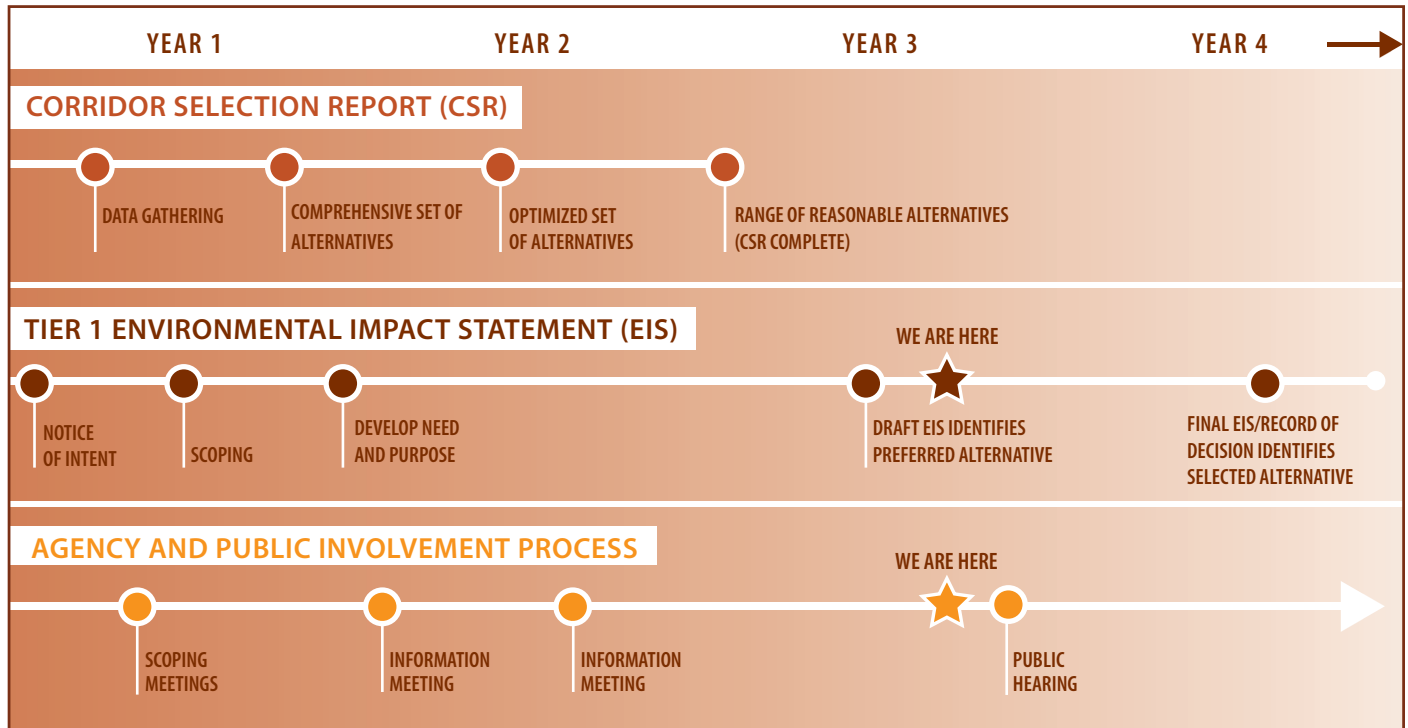 YEAR 1
YEAR 2
YEAR 3
YEAR 4
CORRIDOR SELECTION REPORT (CSR)
DATA GATHERING
COMPREHENSIVE SET OF
ALTERNATIVES
OPTIMIZED SET
OF ALTERNATIVES
RANGE OF REASONABLE ALTERNATIVES
(CSR COMPLETE)
TIER 1 ENVIRONMENTAL IMPACT STATEMENT (EIS)
WE ARE HERE
NOTICE
OF INTENT
SCOPING
DEVELOP NEED
AND PURPOSE
DRAFT EIS IDENTIFIES
PREFERRED ALTERNATIVE
FINAL EIS/RECORD OF
DECISION IDENTIFIES
SELECTED ALTERNATIVE
AGENCY AND PUBLIC INVOLVEMENT PROCESS
WE ARE HERE
SCOPING
MEETINGS
INFORMATION
MEETING
INFORMATION
MEETING
PUBLIC
HEARING